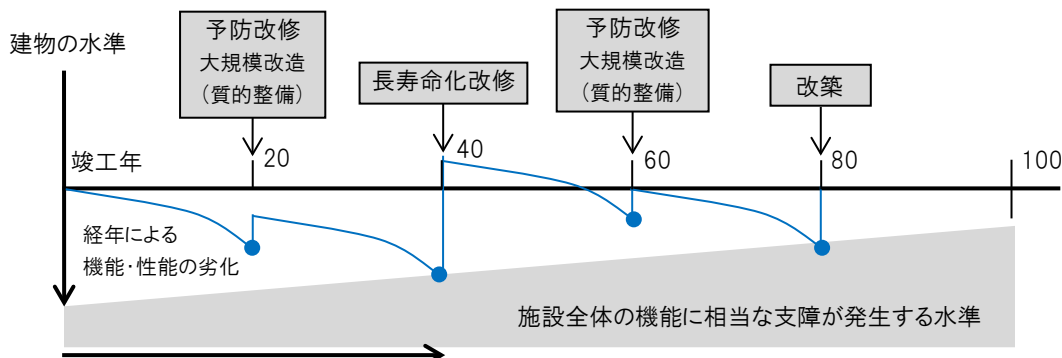 建物の水準
予防改修
大規模改造
(質的整備)
長寿命化改修
予防改修
大規模改造
(質的整備)
改築
竣工年
20
40
60
80
100
経年による
機能・性能の劣化
施設全体の機能に相当な支障が発生する水準